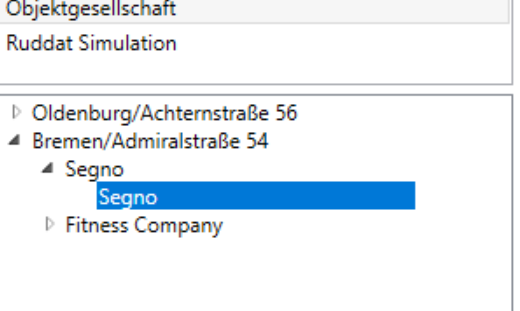 Objektgesellschaft
Ruddat Simulation
Oldenburg/Achternstraße 56
Bremen/Admiralstraße 54
Segno
Segno
Fitness Company